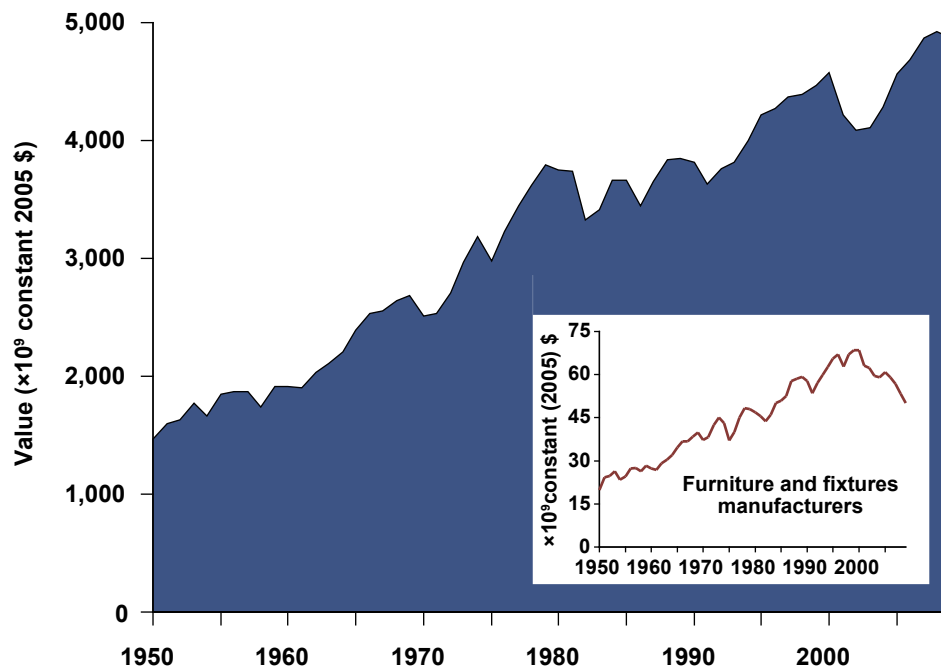 5,000
4,000
3,000
2,000
1,000
0
Value (×10⁹ constant 2005 $)
1950 1960 1970 1980 1990 2000
75
60
45
30
15
0
×10⁹constant (2005) $
Furniture and fixtures
manufacturers
1950 1960 1970 1980 1990 2000